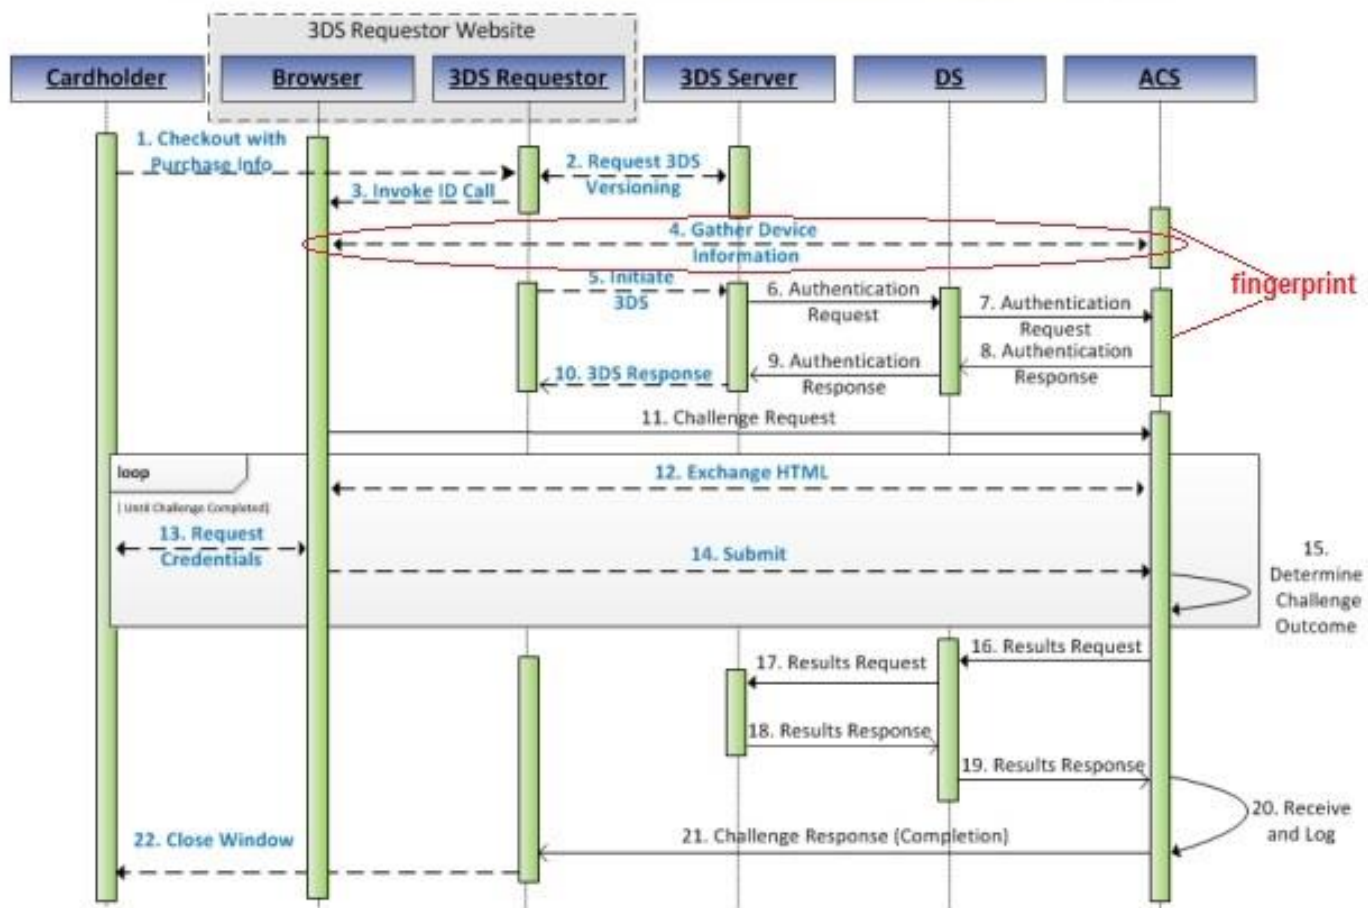 3DS Requestor Website
Cardholder
Browser
3DS Requestor
3DS Server
DS
ACS
1. Checkout with
Purchase Info
2. Request 3DS
Versioning
3. Invoke ID Call
4. Gather Device
Information
fingerprint
5. Initiate
3DS
6. Authentication
Request
7. Authentication
Request
8. Authentication
Response
9. Authentication
Response
10. 3DS Response
11. Challenge Request
loop
[ Until Challenge Completed]
12. Exchange HTML
13. Request
Credentials
14. Submit
15.
Determine
Challenge
Outcome
16. Results Request
17. Results Request
18. Results Response
19. Results Response
20. Receive
and Log
21. Challenge Response (Completion)
22. Close Window